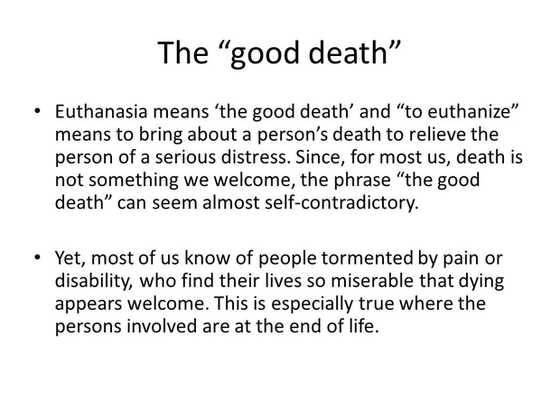 The “good death”
• Euthanasia means ‘the good death’ and “to euthanize”
means to bring about a person’s death to relieve the
person of a serious distress. Since, for most us, death is
not something we welcome, the phrase “the good
death” can seem almost self-contradictory.
• Yet, most of us know of people tormented by pain or
disability, who find their lives so miserable that dying
appears welcome. This is especially true where the
persons involved are at the end of life.